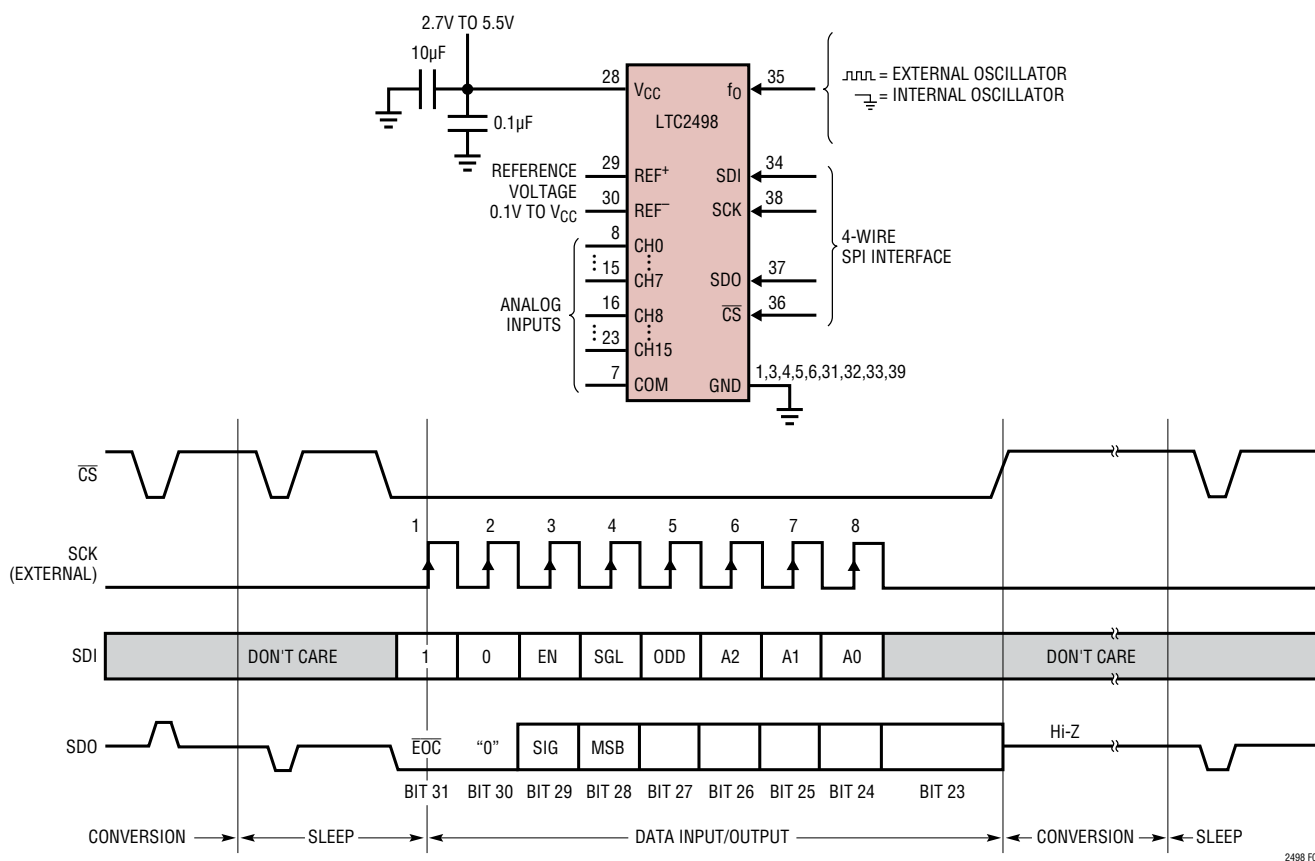 2.7V TO 5.5V
10µF
0.1µF
28
VCC
fO
35
= EXTERNAL OSCILLATOR
= INTERNAL OSCILLATOR
LTC2498
REFERENCE
VOLTAGE
0.1V TO VCC
29
REF+
30
REF–
SDI
34
SCK
38
4-WIRE
SPI INTERFACE
SDO
37
CS
36
ANALOG
INPUTS
8
CH0
15
CH7
16
CH8
23
CH15
7
COM
GND
1,3,4,5,6,31,32,33,39
CS
1 2 3 4 5 6 7 8
SCK
(EXTERNAL)
SDI
DON'T CARE 1 0 EN SGL ODD A2 A1 A0 DON'T CARE
SDO
EOC "0" SIG MSB Hi-Z
BIT 31 BIT 30 BIT 29 BIT 28 BIT 27 BIT 26 BIT 25 BIT 24 BIT 23
CONVERSION SLEEP DATA INPUT/OUTPUT CONVERSION SLEEP